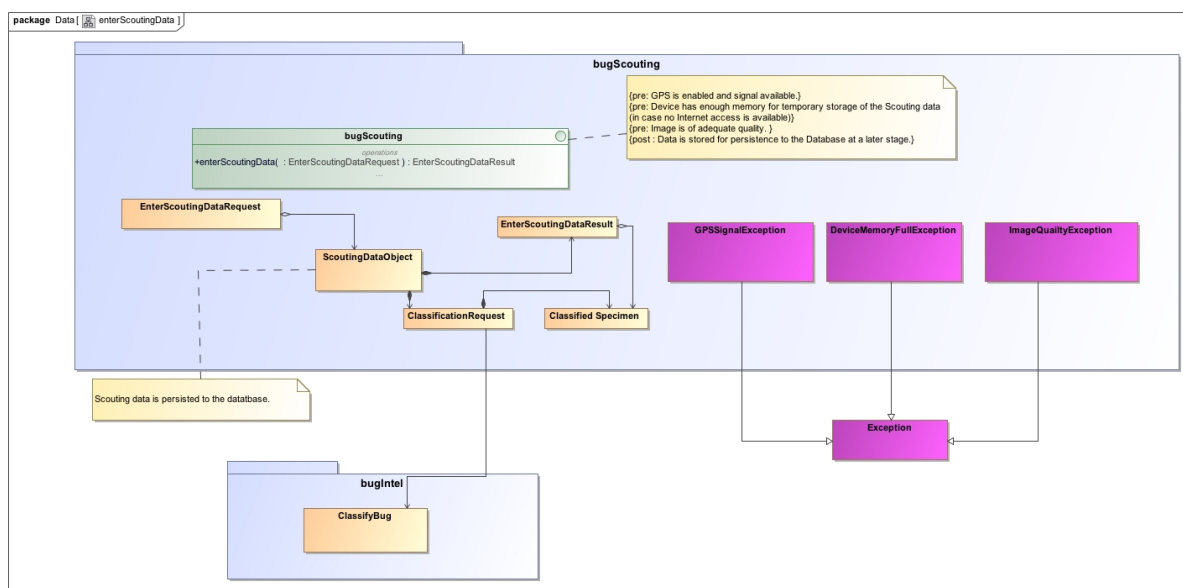 package Data[ enterScoutingData ]
bugScouting
{pre: GPS is enabled and signal available.}
{pre: Device has enough memory for temporary storage of the Scouting data
(in case no Internet access is available)}
{pre: Image is of adequate quality. }
{post : Data is stored for persistence to the Database at a later stage.}
bugScouting
operations
+enterScoutingData( : EnterScoutingDataRequest ) : EnterScoutingDataResult
...
EnterScoutingDataRequest
EnterScoutingDataResult
GPSSignalException
DeviceMemoryFullException
ImageQuailtyException
ScoutingDataObject
ClassificationRequest
Classified Specimen
Scouting data is persisted to the datatbase.
Exception
bugIntel
ClassifyBug